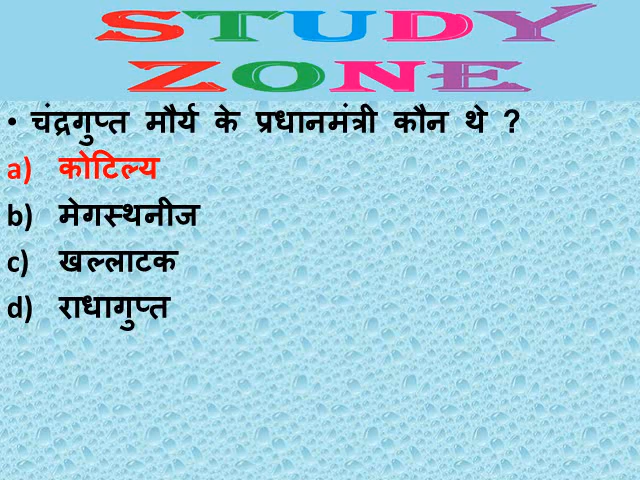 STUDY
ZONE
• चंद्रगुप्त मौर्य के प्रधानमंत्री कौन थे ?
a) कोटिल्य
b) मेगस्थनीज
c) खल्लाटक
d) राधागुप्त